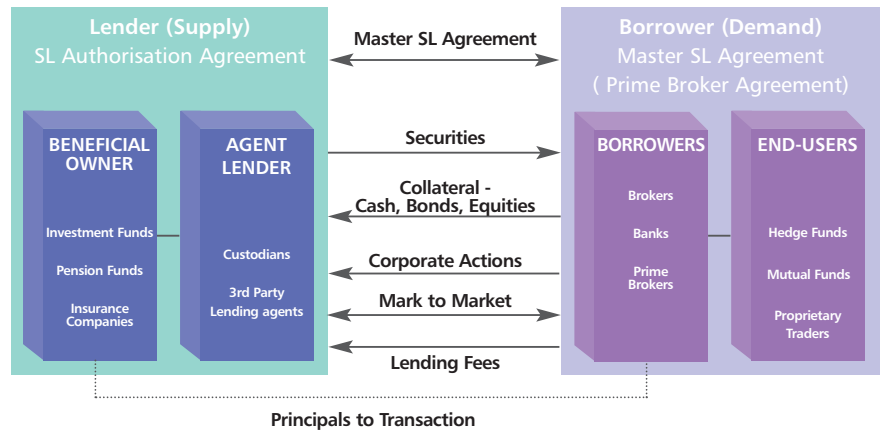 Lender (Supply)
SL Authorisation Agreement
BENEFICIAL
OWNER
Investment Funds
Pension Funds
Insurance
Companies
AGENT
LENDER
Custodians
3rd Party
Lending agents
Master SL Agreement
Securities
Collateral -
Cash, Bonds, Equities
Corporate Actions
Mark to Market
Lending Fees
Borrower (Demand)
Master SL Agreement
( Prime Broker Agreement)
BORROWERS
Brokers
Banks
Prime
Brokers
END-USERS
Hedge Funds
Mutual Funds
Proprietary
Traders
Principals to Transaction